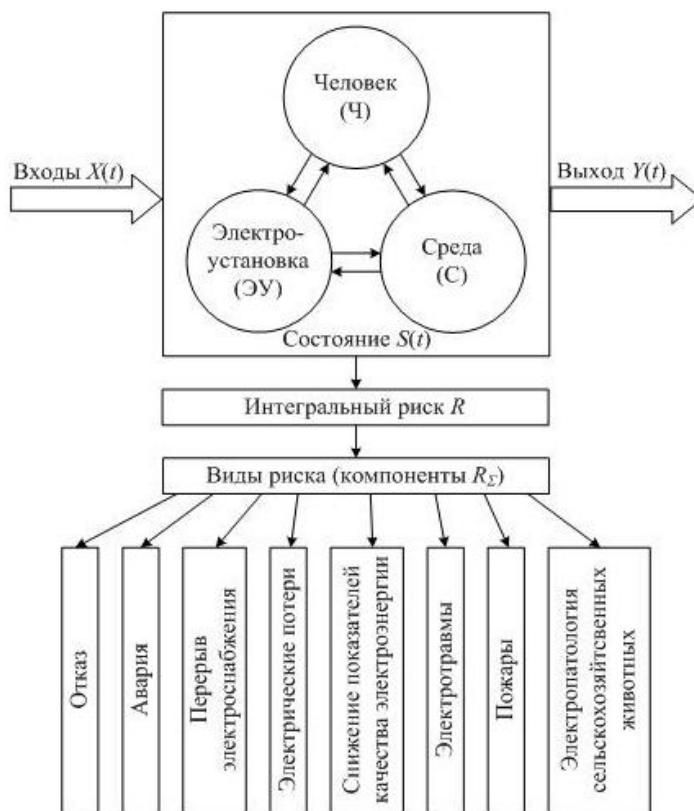 Человек
(Ч)
Входы X(t)
Выход Y(t)
Электро-
установка
(ЭУ)
Среда
(С)
Состояние S(t)
Интегральный риск R
Виды риска (компоненты R_Σ)
Отказ
Авария
Перерыв
электроснабжения
Электрические потери
Снижение показателей
качества электроэнергии
Электротравмы
Пожары
Электропатология
сельскохозяйтсвенных
животных